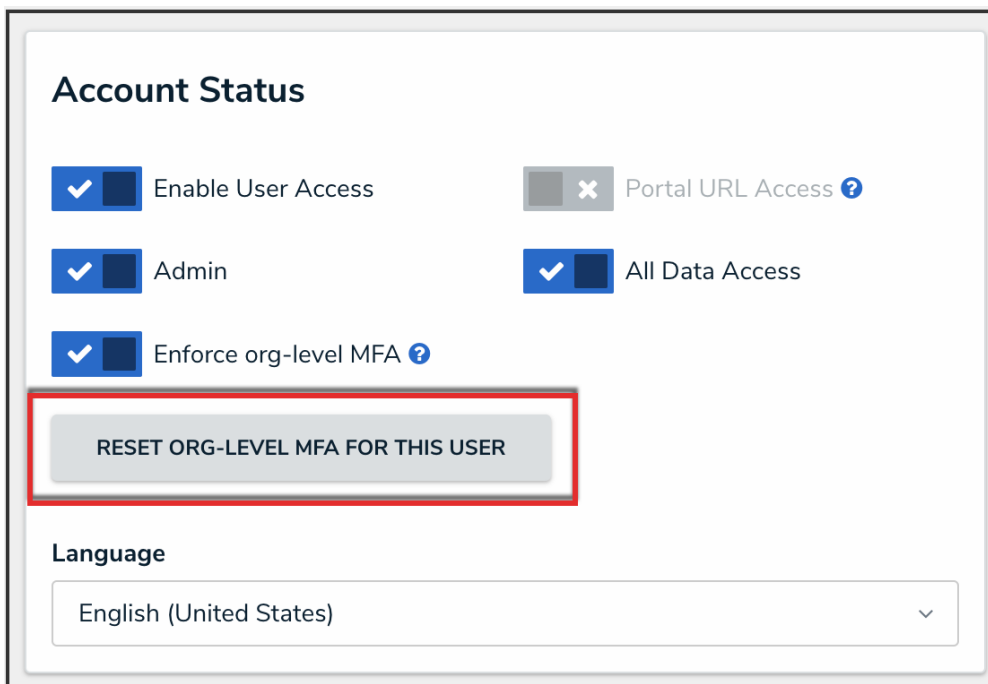 Account Status
Enable User Access
Portal URL Access ?
Admin
All Data Access
Enforce org-level MFA ?
RESET ORG-LEVEL MFA FOR THIS USER
Language
English (United States)